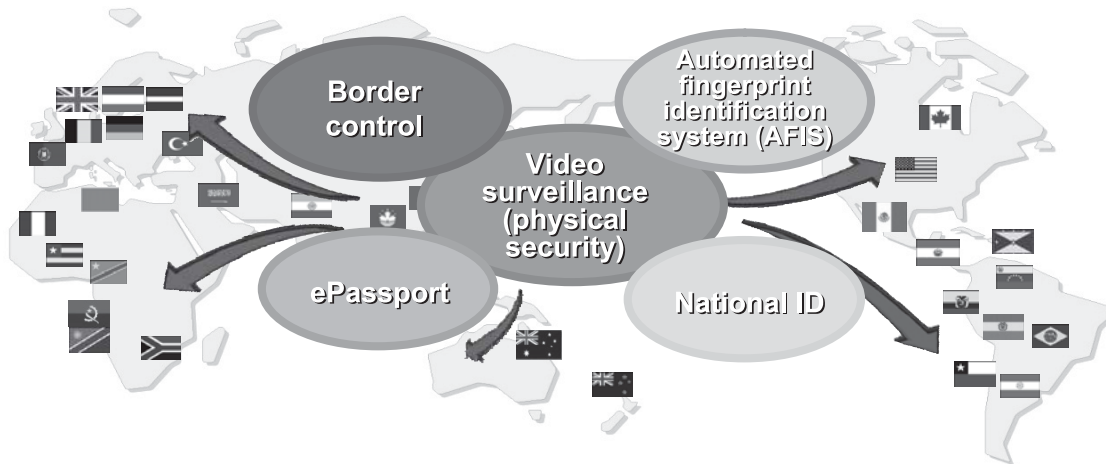 Border
control
Automated
fingerprint
identification
system (AFIS)
Video
surveillance
(physical
security)
ePassport
National ID